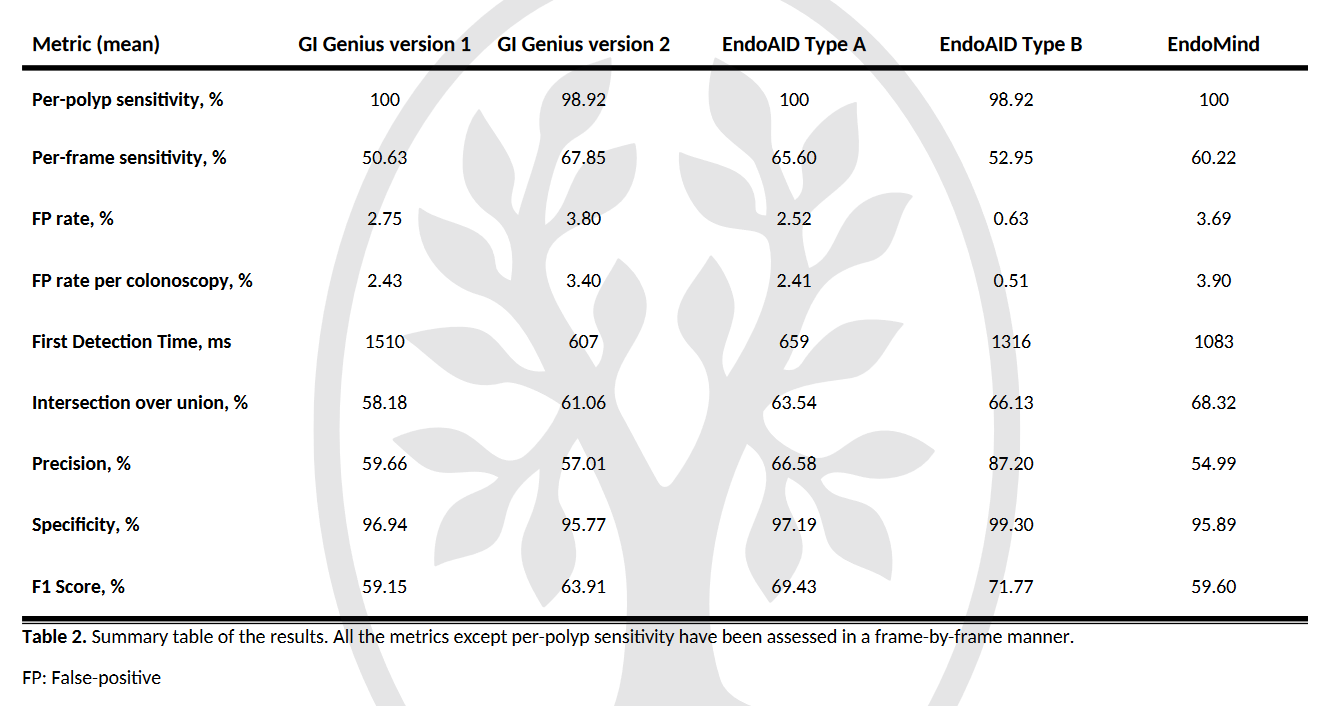 Metric (mean) GI Genius version 1 GI Genius version 2 EndoAID Type A EndoAID Type B EndoMind
Per-polyp sensitivity, % 100 98.92 100 98.92 100
Per-frame sensitivity, % 50.63 67.85 65.60 52.95 60.22
FP rate, % 2.75 3.80 2.52 0.63 3.69
FP rate per colonoscopy, % 2.43 3.40 2.41 0.51 3.90
First Detection Time, ms 1510 607 659 1316 1083
Intersection over union, % 58.18 61.06 63.54 66.13 68.32
Precision, % 59.66 57.01 66.58 87.20 54.99
Specificity, % 96.94 95.77 97.19 99.30 95.89
F1 Score, % 59.15 63.91 69.43 71.77 59.60
Table 2. Summary table of the results. All the metrics except per-polyp sensitivity have been assessed in a frame-by-frame manner.
FP: False-positive